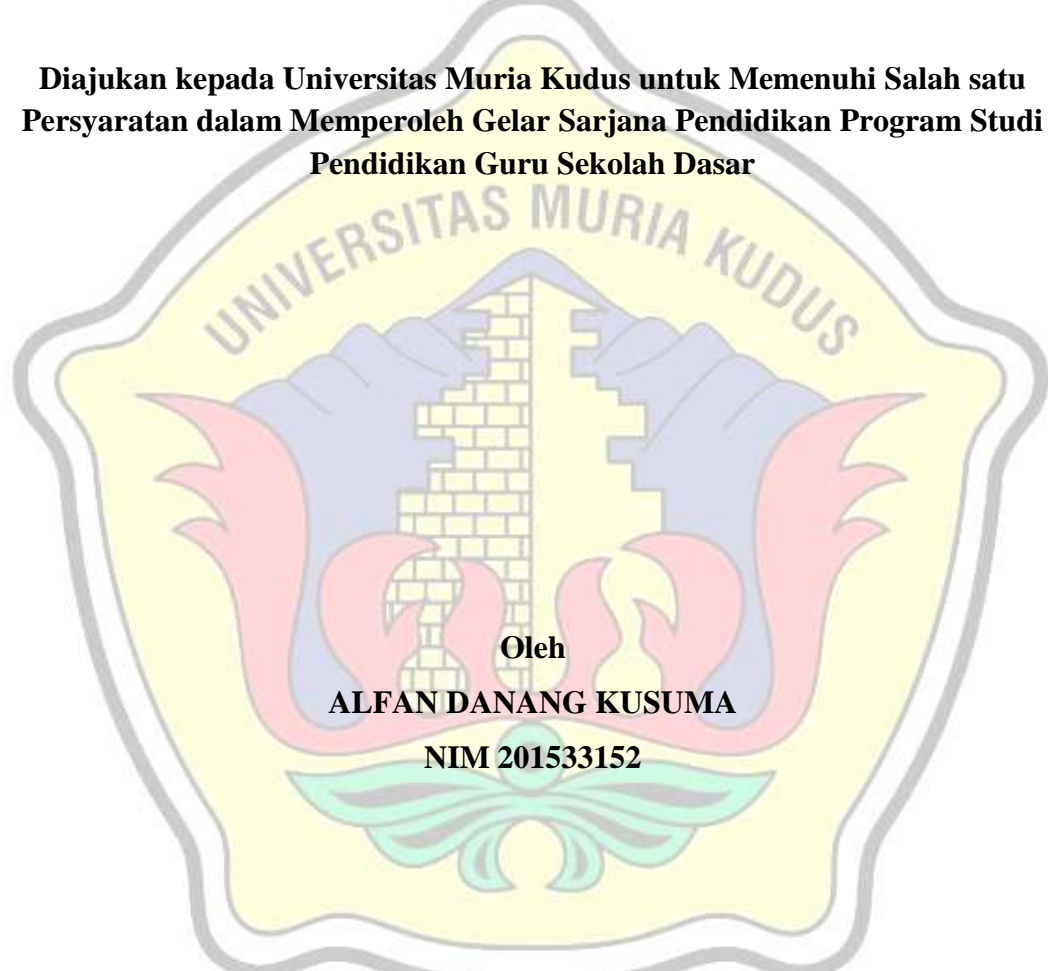 Diajukan kepada Universitas Muria Kudus untuk Memenuhi Salah satu
Persyaratan dalam Memperoleh Gelar Sarjana Pendidikan Program Studi
Pendidikan Guru Sekolah Dasar
UNIVERSITAS MURIA KUDUS
Oleh
ALFAN DANANG KUSUMA
NIM 201533152